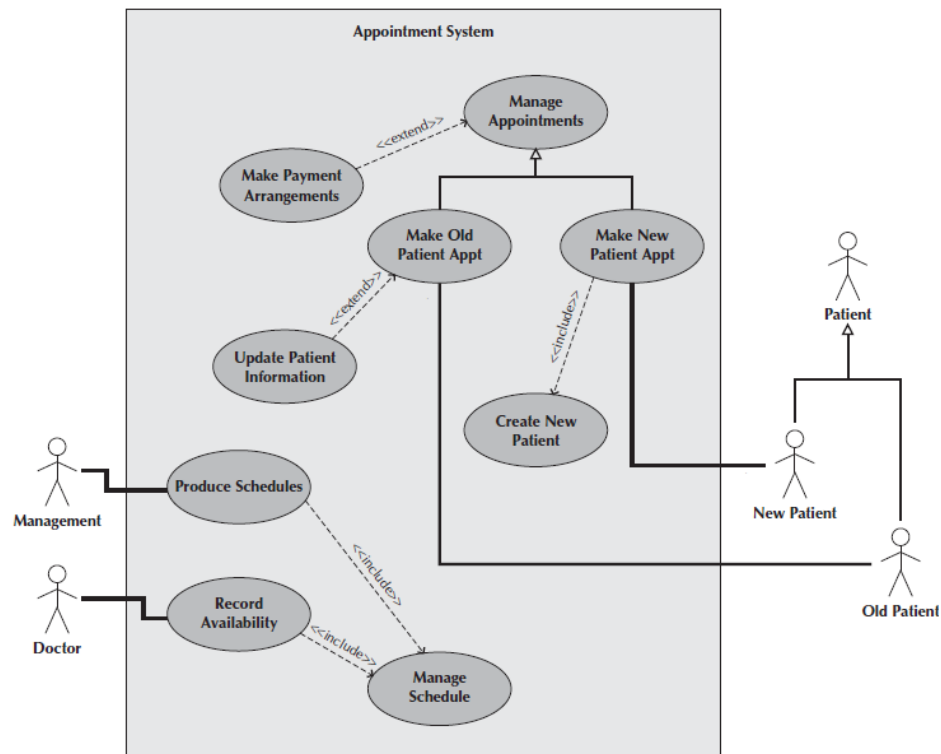 Appointment System
Manage
Appointments
<<extend>>
Make Payment
Arrangements
Make Old
Patient Appt
Make New
Patient Appt
<<extend>>
<<include>>
Patient
Update Patient
Information
Create New
Patient
Management
Produce Schedules
New Patient
<<include>>
Old Patient
Doctor
Record
Availability
<<include>>
Manage
Schedule